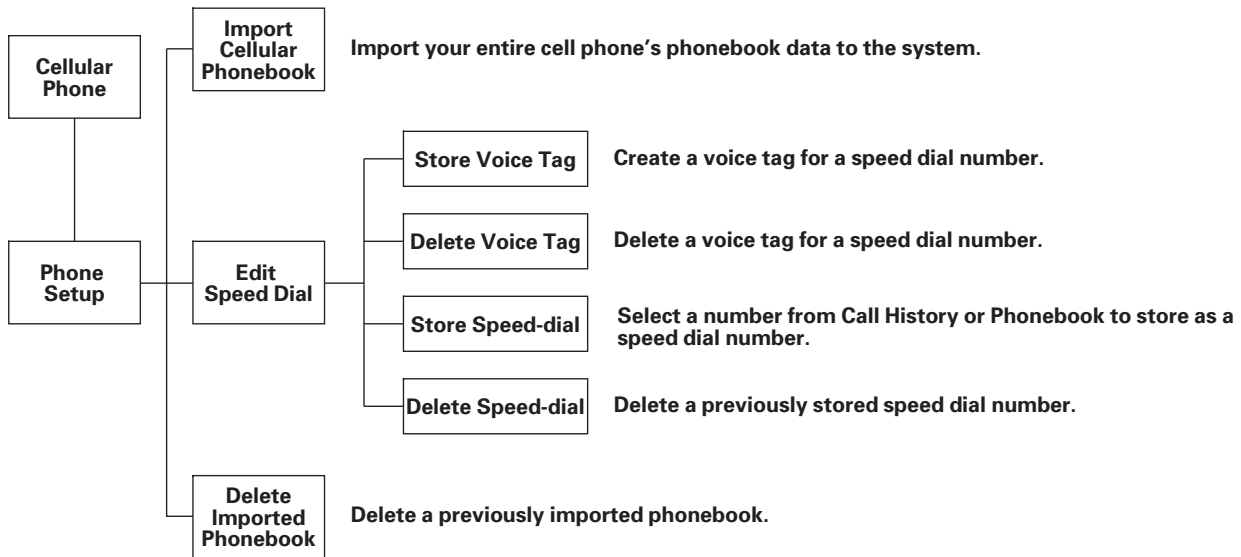 Cellular
Phone
Phone
Setup
Import
Cellular
Phonebook
Import your entire cell phone's phonebook data to the system.
Edit
Speed Dial
Store Voice Tag
Create a voice tag for a speed dial number.
Delete Voice Tag
Delete a voice tag for a speed dial number.
Store Speed-dial
Select a number from Call History or Phonebook to store as a
speed dial number.
Delete Speed-dial
Delete a previously stored speed dial number.
Delete
Imported
Phonebook
Delete a previously imported phonebook.